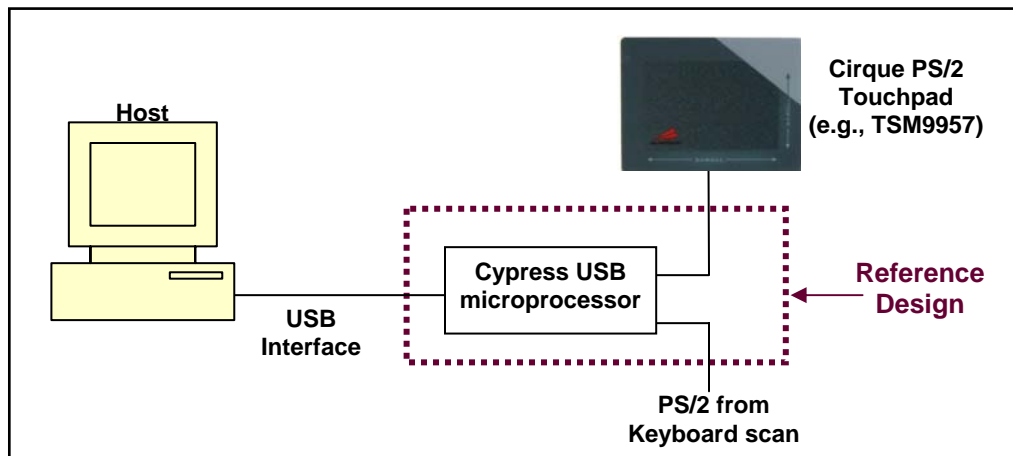 Host
Cirque PS/2
Touchpad
(e.g., TSM9957)
Cypress USB
microprocessor
Reference
Design
USB
Interface
PS/2 from
Keyboard scan